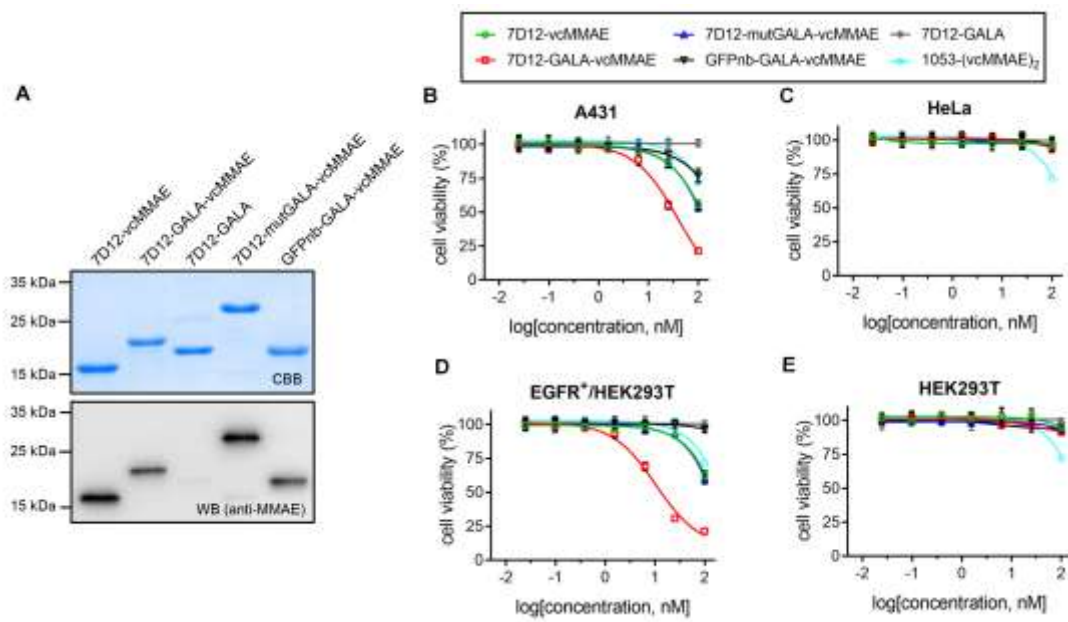 7D12-vcMMAE 7D12-mutGALA-vcMMAE 7D12-GALA
7D12-GALA-vcMMAE GFPnb-GALA-vcMMAE 1053-(vcMMAE)2
A
7D12-vcMMAE
7D12-GALA-vcMMAE
7D12-GALA
7D12-mutGALA-vcMMAE
GFPnb-GALA-vcMMAE
35 kDa
25 kDa
15 kDa
CBB
35 kDa
25 kDa
15 kDa
WB (anti-MMAE)
B
A431
cell viability (%)
100
75
50
25
0
-2 -1 0 1 2
log[concentration, nM]
C
HeLa
cell viability (%)
100
75
50
25
0
-2 -1 0 1 2
log[concentration, nM]
D
EGFR+/HEK293T
cell viability (%)
100
75
50
25
0
-2 -1 0 1 2
log[concentration, nM]
E
HEK293T
cell viability (%)
100
75
50
25
0
-2 -1 0 1 2
log[concentration, nM]